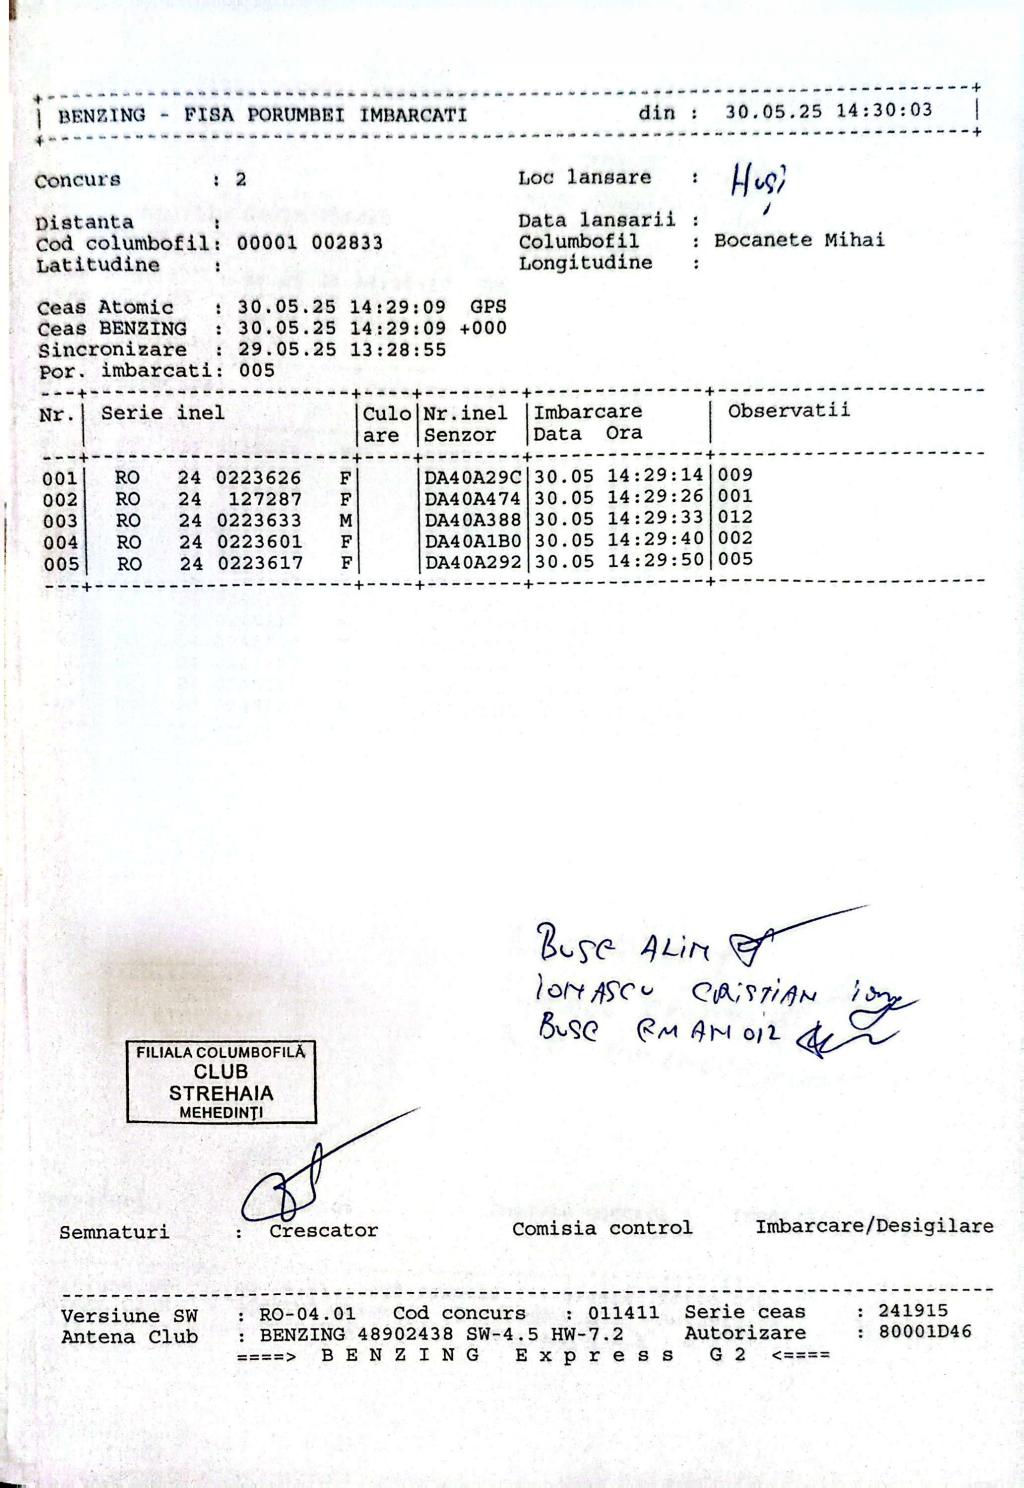 BENZING - FISA PORUMBEI IMBARCATI din : 30.05.25 14:30:03
Concurs : 2 Loc lansare : Huși
Distanta : Data lansarii :
Cod columbofil: 00001 002833 Columbofil : Bocanete Mihai
Latitudine : Longitudine :
Ceas Atomic : 30.05.25 14:29:09 GPS
Ceas BENZING : 30.05.25 14:29:09 +000
Sincronizare : 29.05.25 13:28:55
Por. imbarcati: 005
Nr. Serie inel Culo Nr.inel Imbarcare Observatii
are Senzor Data Ora
001 RO 24 0223626 F DA40A29C 30.05 14:29:14 009
002 RO 24 127287 F DA40A474 30.05 14:29:26 001
003 RO 24 0223633 M DA40A388 30.05 14:29:33 012
004 RO 24 0223601 F DA40A1B0 30.05 14:29:40 002
005 RO 24 0223617 F DA40A292 30.05 14:29:50 005
BUSE ALIN
IONASCU CRISTIAN
BUSE
FILIALA COLUMBOFILĂ
CLUB
STREHAIA
MEHEDINȚI
Semnaturi : Crescator Comisia control Imbarcare/Desigilare
Versiune SW : RO-04.01 Cod concurs : 011411 Serie ceas : 241915
Antena Club : BENZING 48902438 SW-4.5 HW-7.2 Autorizare : 80001D46
====> B E N Z I N G E x p r e s s G 2 <====